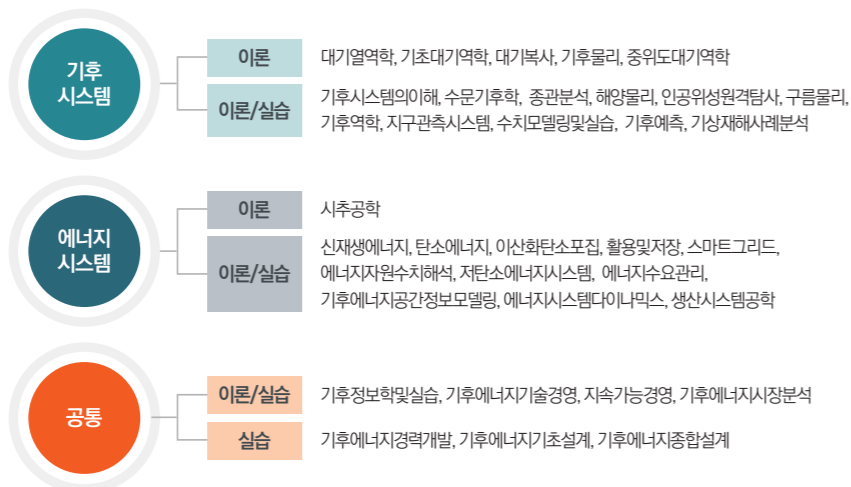 기후
시스템
이론
대기열역학, 기초대기역학, 대기복사, 기후물리, 중위도대기역학
이론/실습
기후시스템의이해, 수문기후학, 종관분석, 해양물리, 인공위성원격탐사, 구름물리,
기후역학, 지구관측시스템, 수치모델링및실습, 기후예측, 기상재해사례분석
에너지
시스템
이론
시추공학
이론/실습
신재생에너지, 탄소에너지, 이산화탄소포집, 활용및저장, 스마트그리드,
에너지자원수치해석, 저탄소에너지시스템, 에너지수요관리,
기후에너지공간정보모델링, 에너지시스템다이나믹스, 생산시스템공학
공통
이론/실습
기후정보학및실습, 기후에너지기술경영, 지속가능경영, 기후에너지시장분석
실습
기후에너지경력개발, 기후에너지기초설계, 기후에너지종합설계